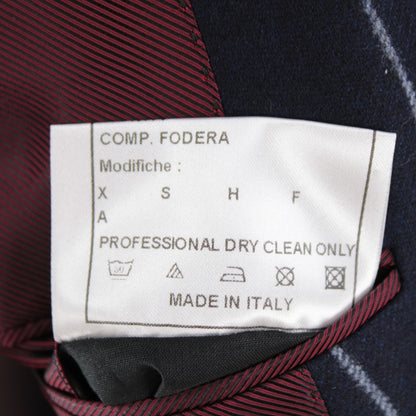 COMP. FODERA
Modifiche :
X S H F
A
PROFESSIONAL DRY CLEAN ONLY
MADE IN ITALY